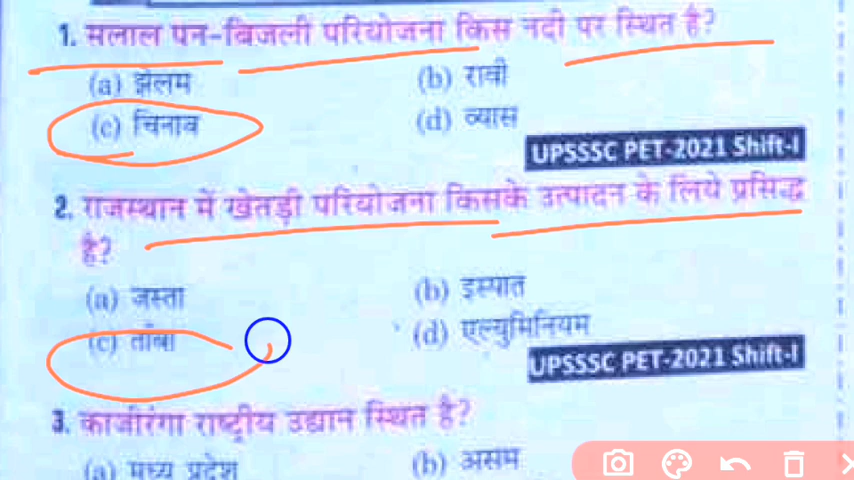 1. सलाल पन-बिजली परियोजना किस नदी पर स्थित है?
(a) झेलम (b) रावी
(c) चिनाव (d) व्यास
UPSSSC PET-2021 Shift-I
2. राजस्थान में खेतड़ी परियोजना किसके उत्पादन के लिये प्रसिद्ध
है?
(a) जस्ता (b) इस्पात
(c) ताँबा (d) एल्युमिनियम
UPSSSC PET-2021 Shift-I
3. काजीरंगा राष्ट्रीय उद्यान स्थित है?
(a) मध्य प्रदेश (b) असम